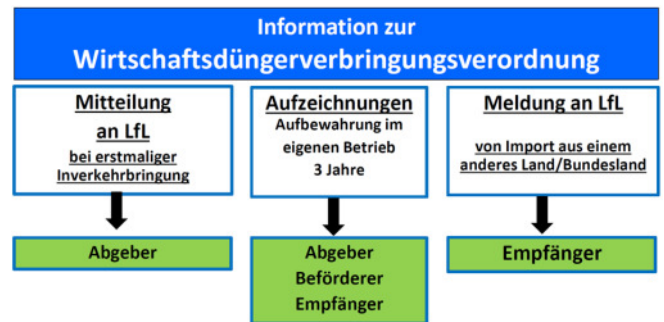 Information zur
Wirtschaftsdüngerverbringungsverordnung
Mitteilung
an LfL
bei erstmaliger
Inverkehrbringung
Abgeber
Aufzeichnungen
Aufbewahrung im
eigenen Betrieb
3 Jahre
Abgeber
Beförderer
Empfänger
Meldung an LfL
von Import aus einem
anderes Land/Bundesland
Empfänger